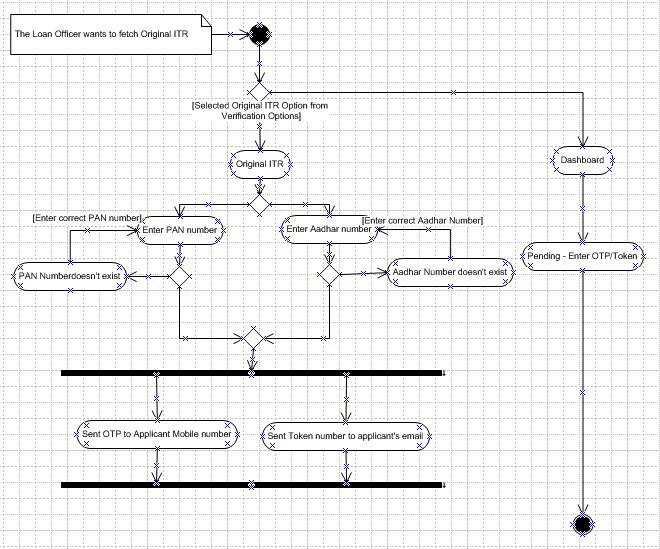 The Loan Officer wants to fetch Original ITR
[Selected Original ITR Option from
Verification Options]
Original ITR
Dashboard
[Enter correct PAN number]
Enter PAN number
Enter Aadhar number
[Enter correct Aadhar Number]
PAN Numberdoesn't exist
Aadhar Number doesn't exist
Pending - Enter OTP/Token
Sent OTP to Applicant Mobile number
Sent Token number to applicant's email